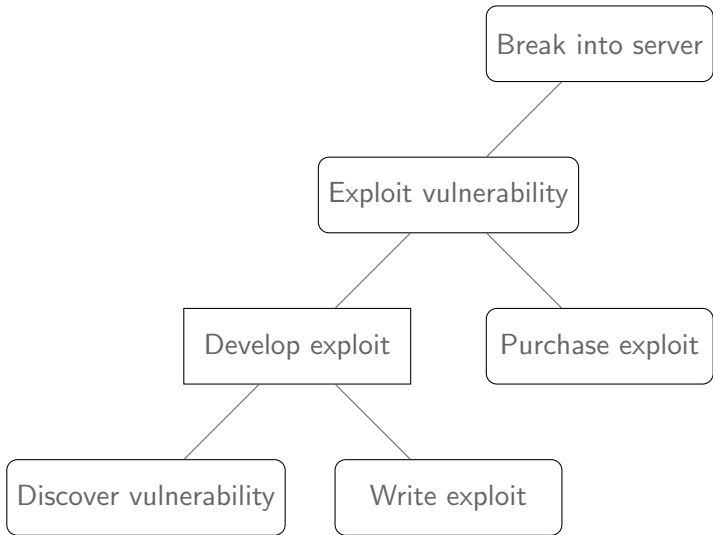 Break into server
Exploit vulnerability
Develop exploit
Purchase exploit
Discover vulnerability
Write exploit